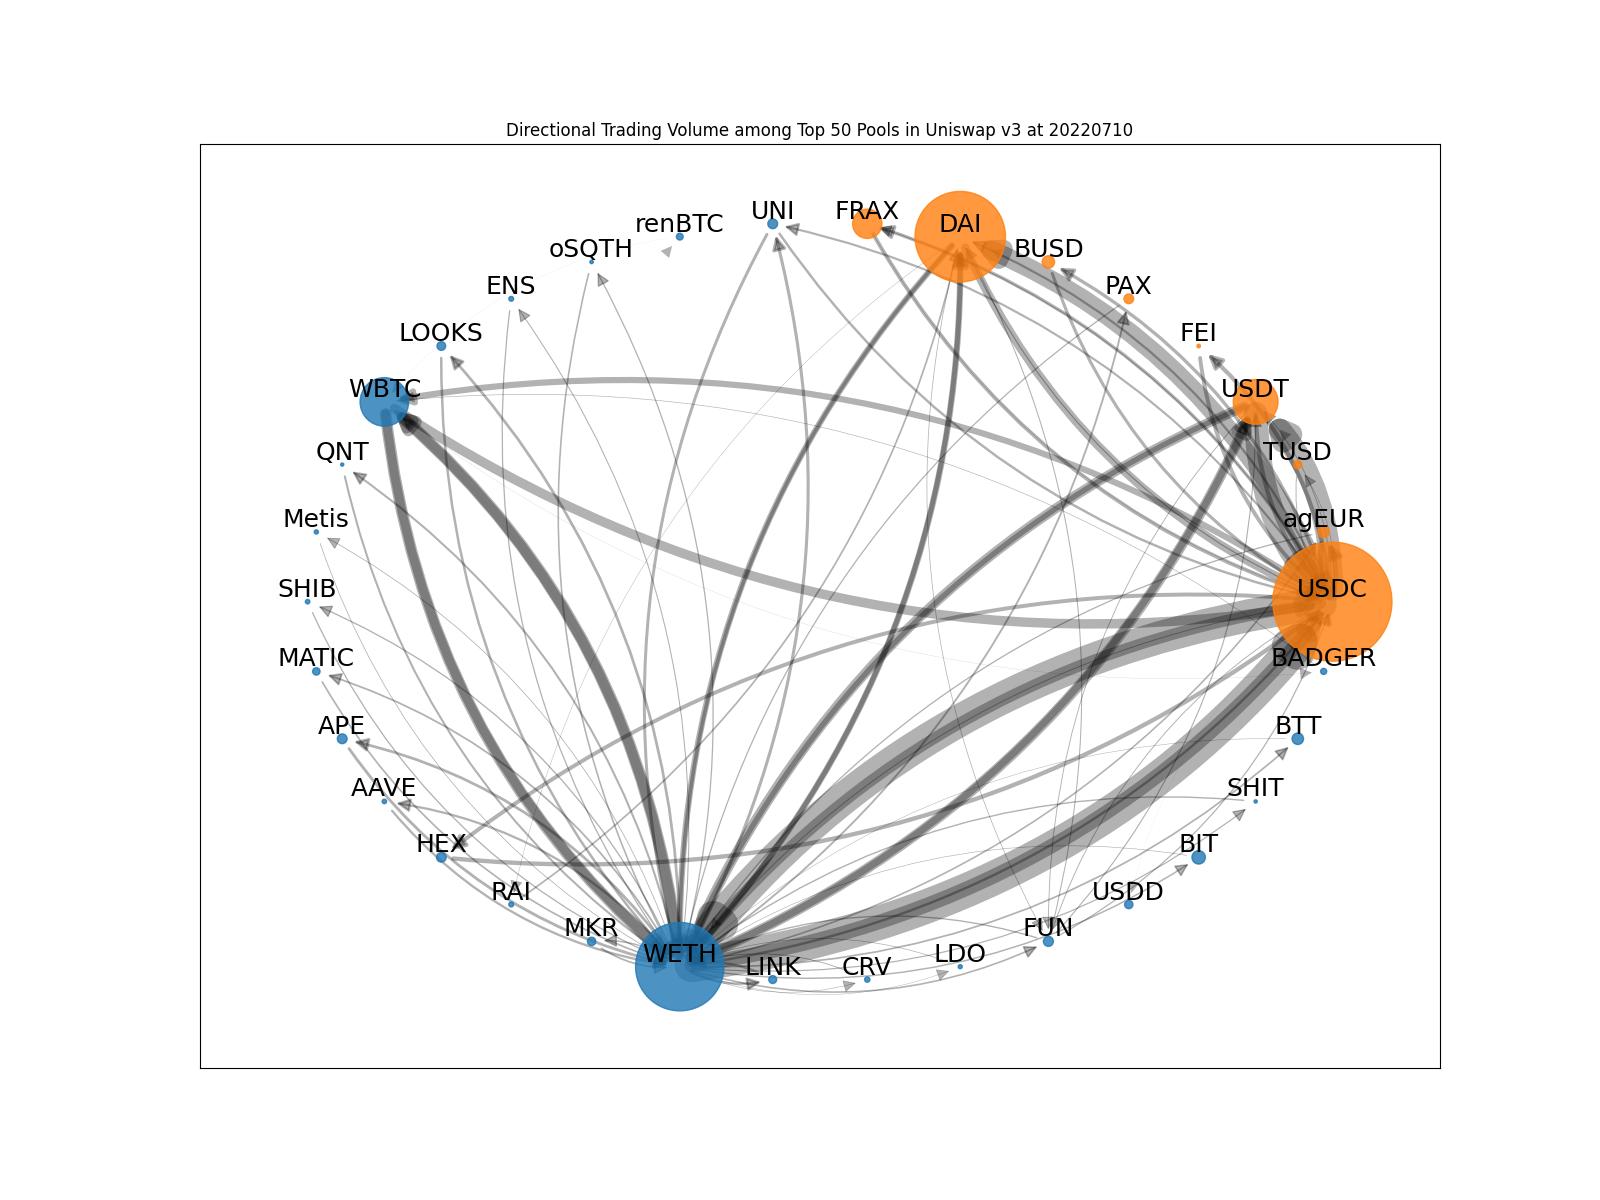 Directional Trading Volume among Top 50 Pools in Uniswap v3 at 20220710
UNI
FRAX
DAI
renBTC
oSQTH
BUSD
ENS
PAX
LOOKS
FEI
WBTC
USDT
QNT
TUSD
Metis
agEUR
SHIB
USDC
MATIC
BADGER
APE
BTT
AAVE
SHIT
HEX
BIT
RAI
USDD
MKR
FUN
WETH
LINK
CRV
LDO